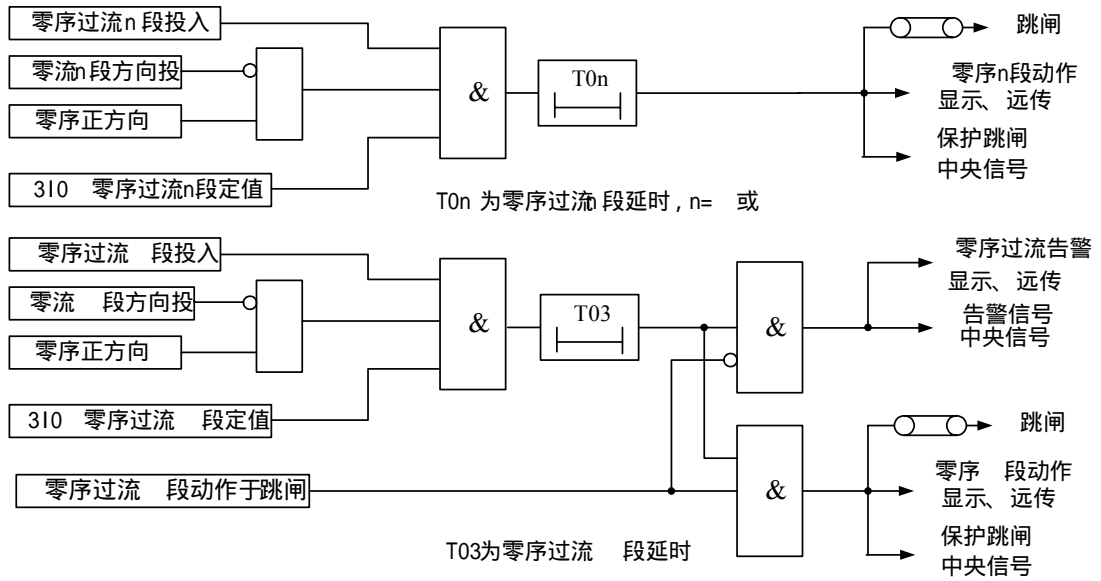 零序过流n段投入
零流n段方向投
零序正方向
3I0 零序过流n段定值
&
T0n
跳闸
零序n段动作
显示、远传
保护跳闸
中央信号
T0n 为零序过流n段延时,n= 或
零序过流 段投入
零流 段方向投
零序正方向
3I0 零序过流 段定值
零序过流 段动作于跳闸
&
T03
&
零序过流告警
显示、远传
告警信号
中央信号
&
跳闸
零序 段动作
显示、远传
保护跳闸
中央信号
T03为零序过流 段延时